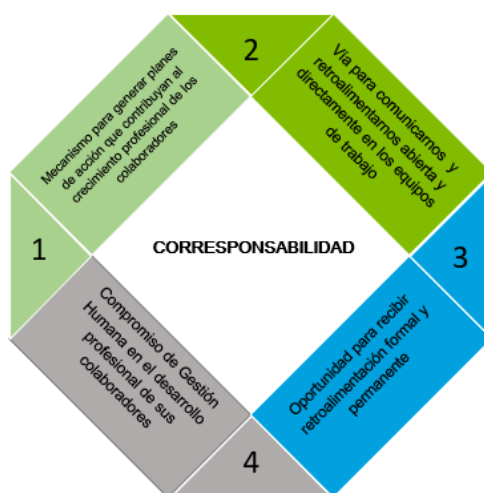 1
Mecanismo para generar planes
de acción que contribuyan al
crecimiento profesional de los
colaboradores
2
Vía para comunicarnos y
retroalimentarnos abierta y
directamente en los equipos
de trabajo
CORRESPONSABILIDAD
3
Oportunidad para recibir
retroalimentación formal y
permanente
4
Compromiso de Gestión
Humana en el desarrollo
profesional de sus
colaboradores